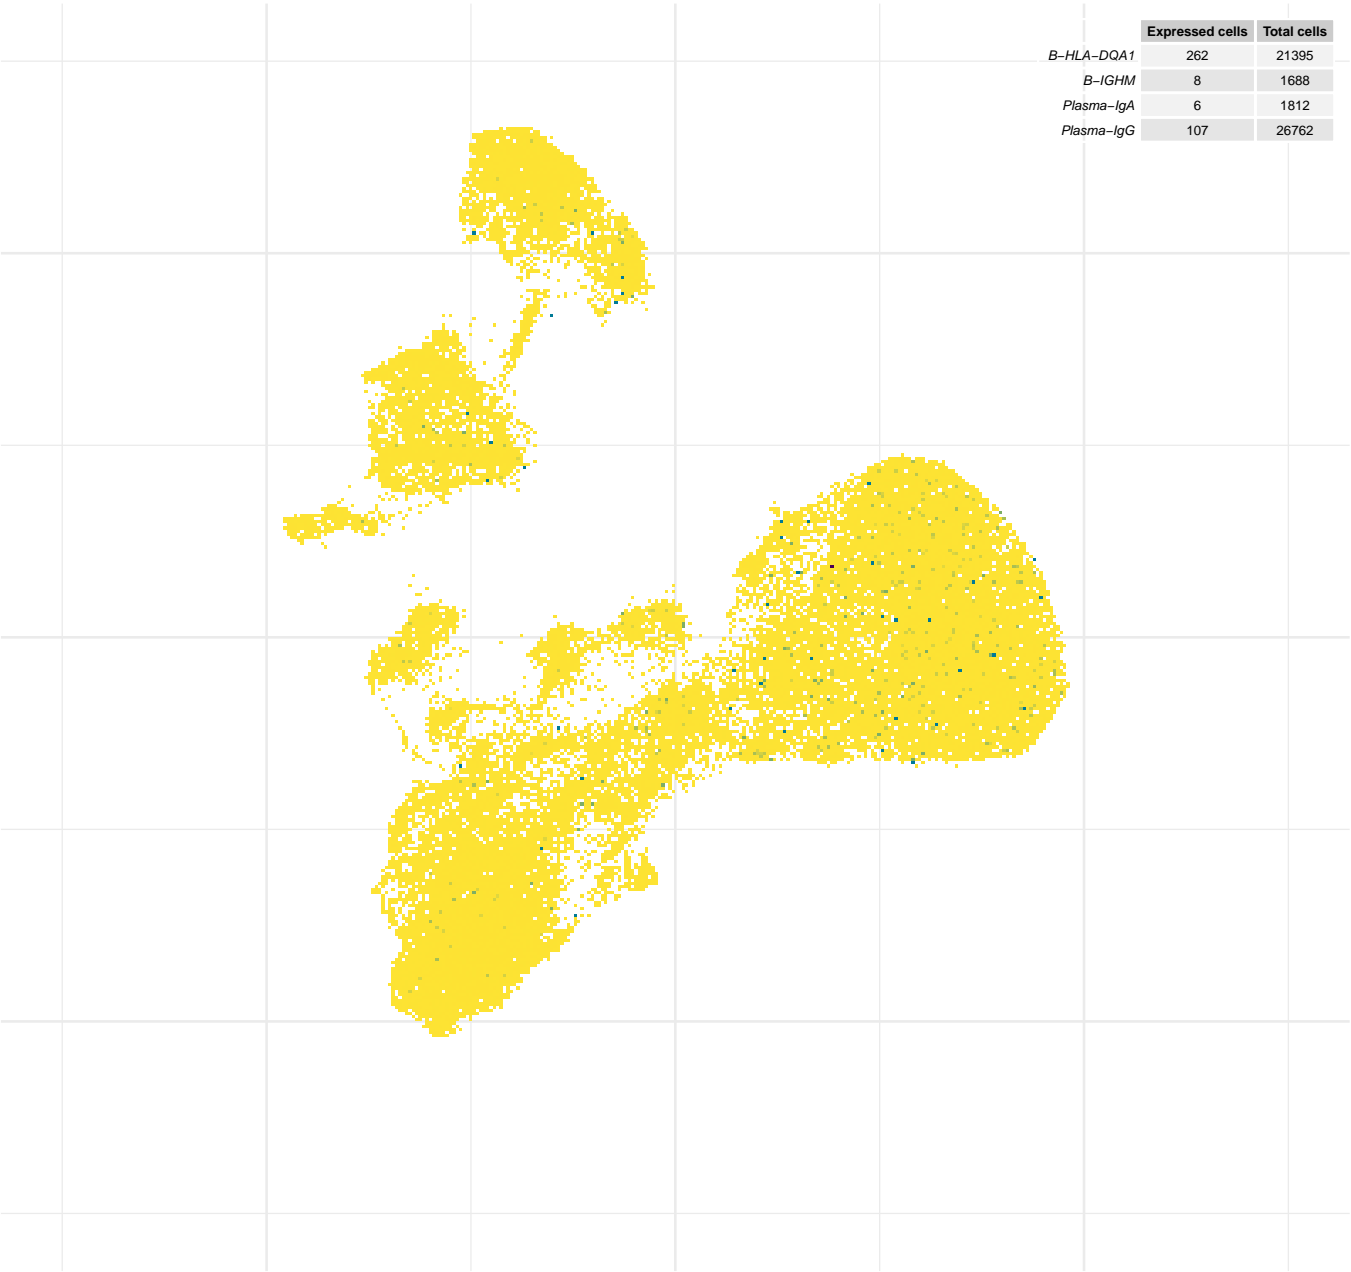 Expressed cells Total cells
B−HLA−DQA1 262 21395
B−IGHM 8 1688
Plasma−IgA 6 1812
Plasma−IgG 107 26762